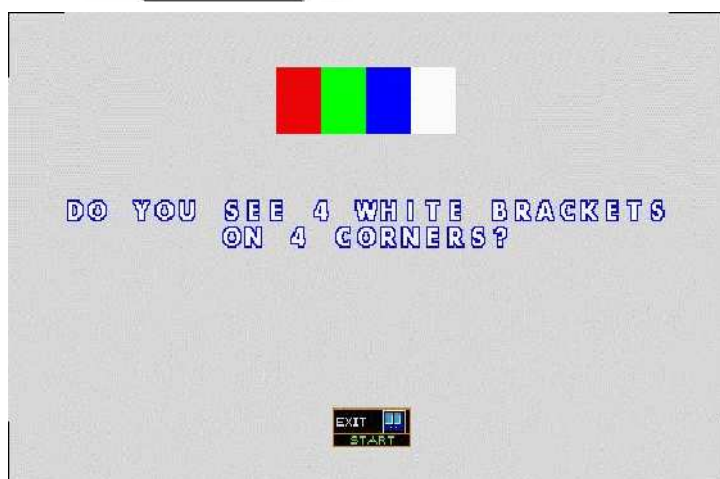 DO YOU SEE 4 WHITE BRACKETS
ON 4 CORNERS?
EXIT
START